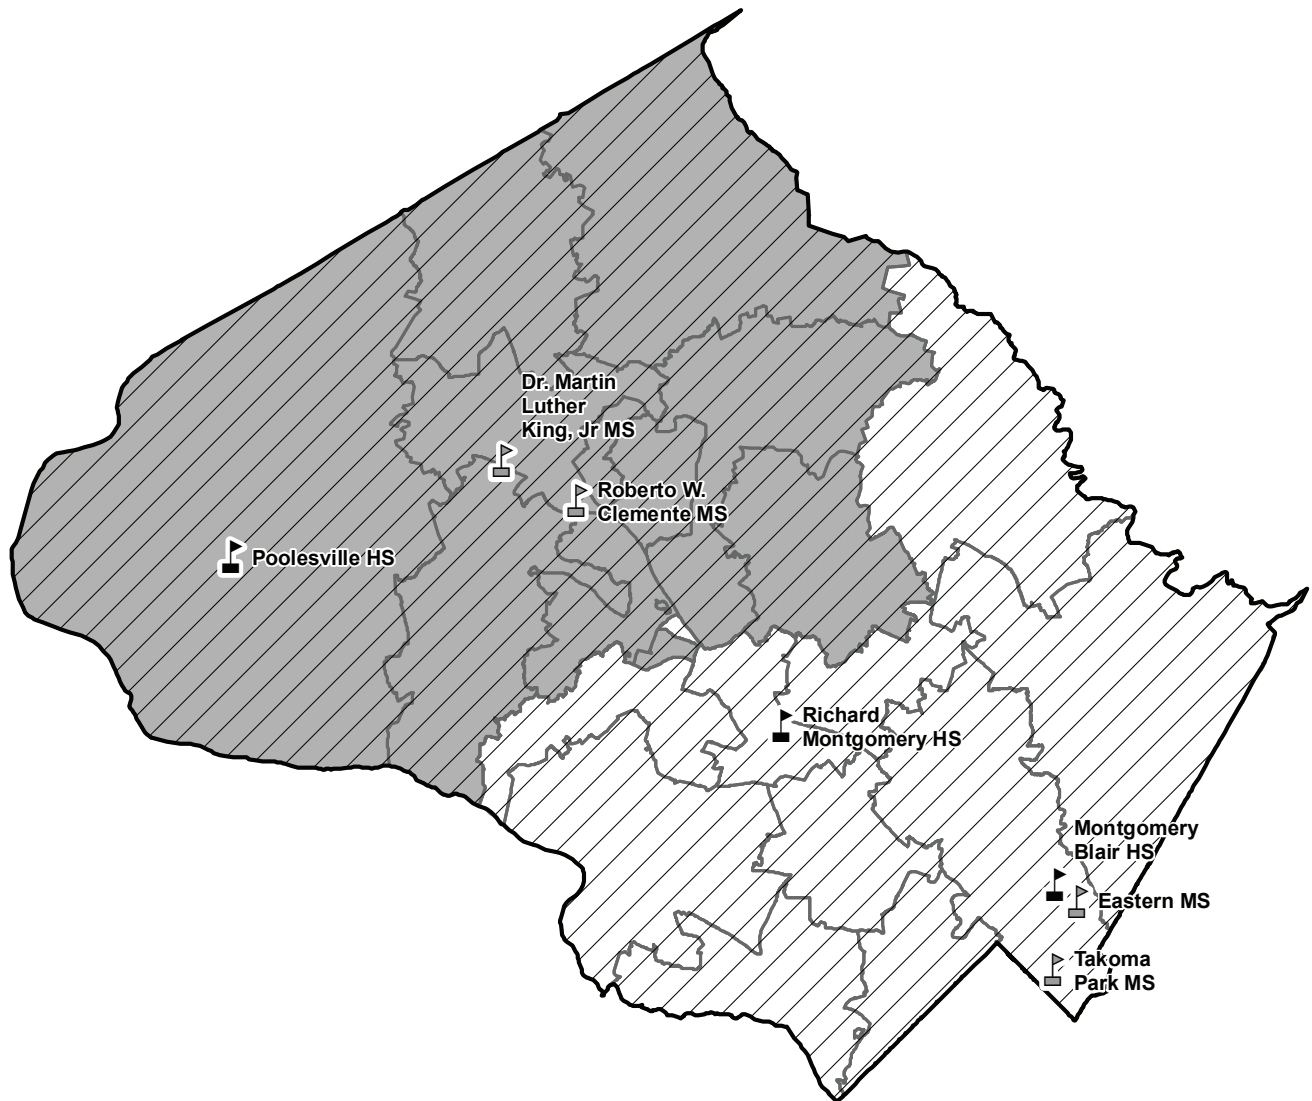 Dr. Martin
Luther
King, Jr MS
Roberto W.
Clemente MS
Poolesville HS
Richard
Montgomery HS
Montgomery
Blair HS
Eastern MS
Takoma
Park MS